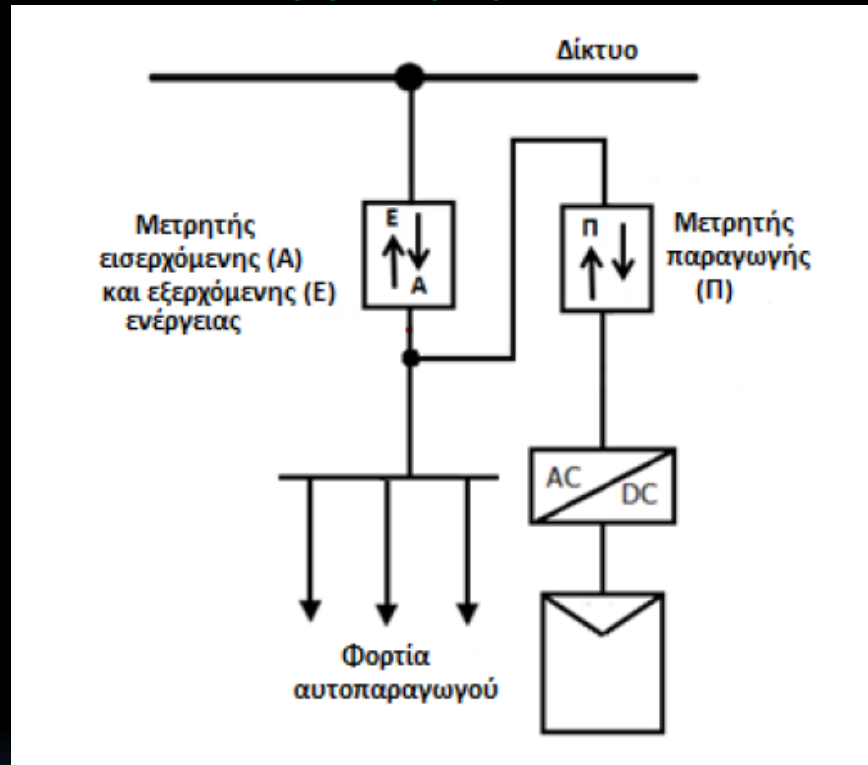 Δίκτυο
Μετρητής
εισερχόμενης (Α)
και εξερχόμενης (Ε)
ενέργειας
Ε
Α
Π
Μετρητής
παραγωγής
(Π)
AC
DC
Φορτία
αυτοπαραγωγού